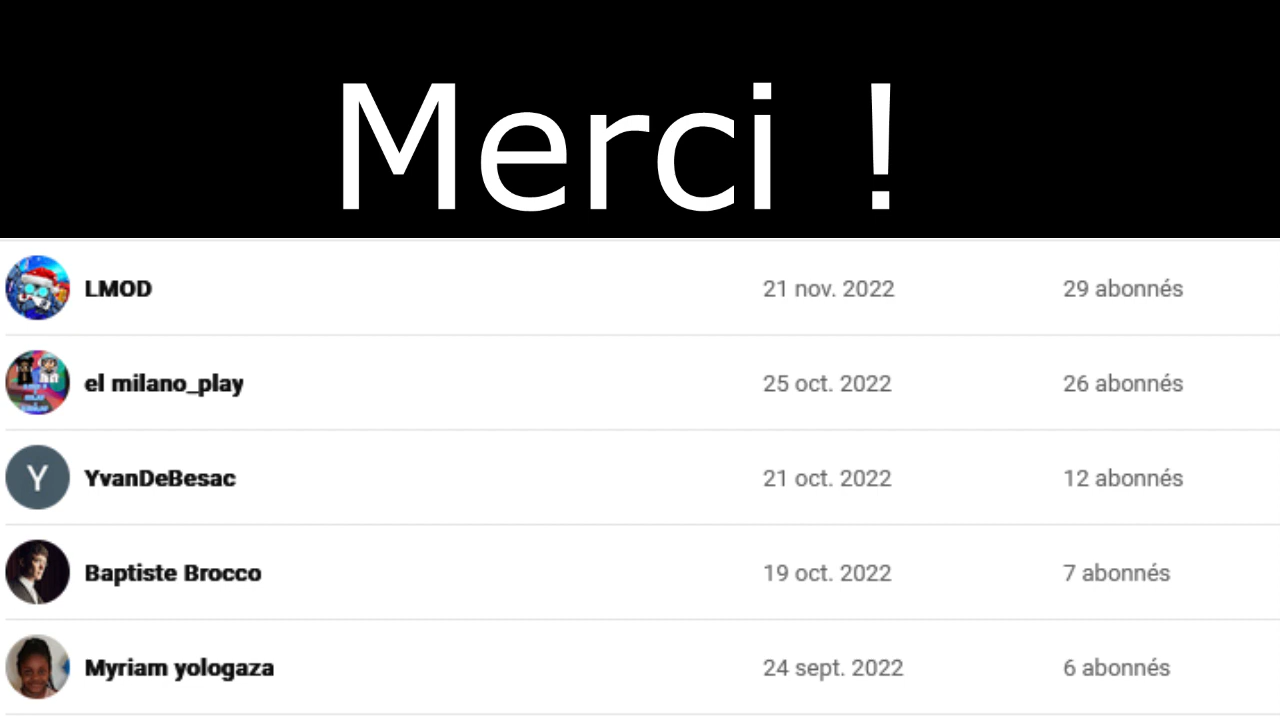 Merci !
LMOD 21 nov. 2022 29 abonnés
el milano_play 25 oct. 2022 26 abonnés
Y YvanDeBesac 21 oct. 2022 12 abonnés
Baptiste Brocco 19 oct. 2022 7 abonnés
Myriam yologaza 24 sept. 2022 6 abonnés